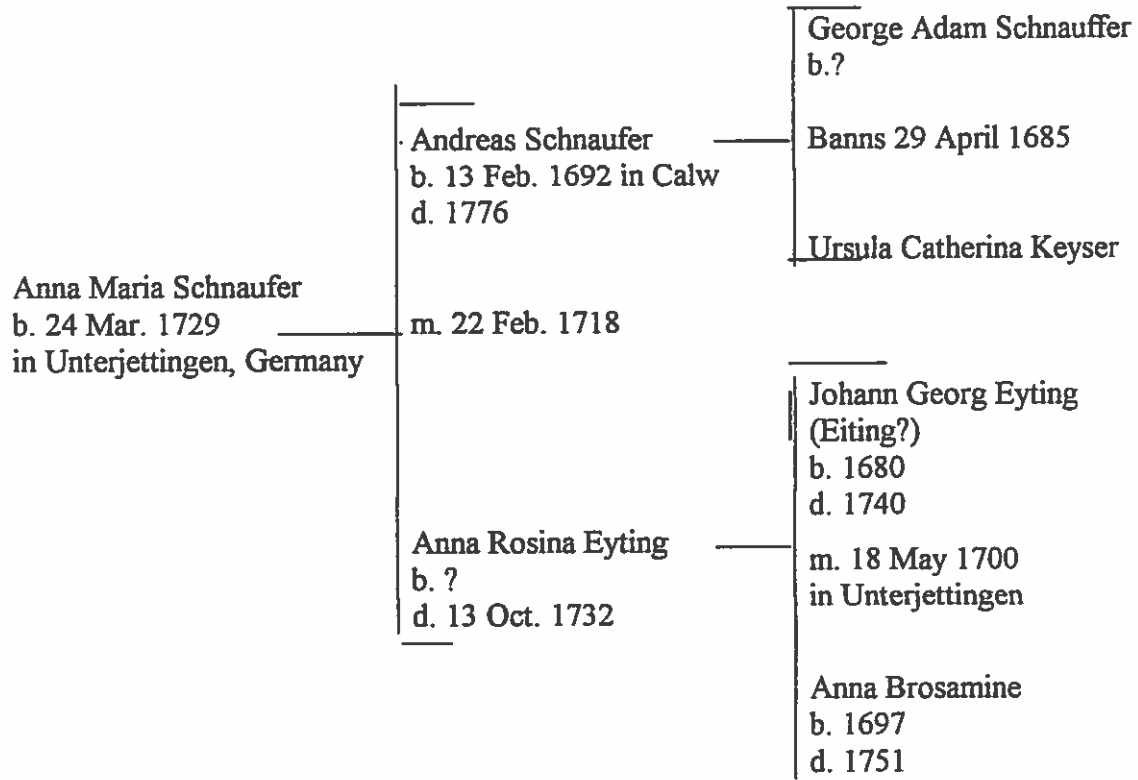 George Adam Schnauffer
b.?
Andreas Schnaufer
Banns 29 April 1685
b. 13 Feb. 1692 in Calw
d. 1776
Ursula Catherina Keyser
Anna Maria Schnaufer
b. 24 Mar. 1729
m. 22 Feb. 1718
in Unterjettingen, Germany
Johann Georg Eyting
(Eiting?)
b. 1680
d. 1740
Anna Rosina Eyting
b. ?
d. 13 Oct. 1732
m. 18 May 1700
in Unterjettingen
Anna Brosamine
b. 1697
d. 1751